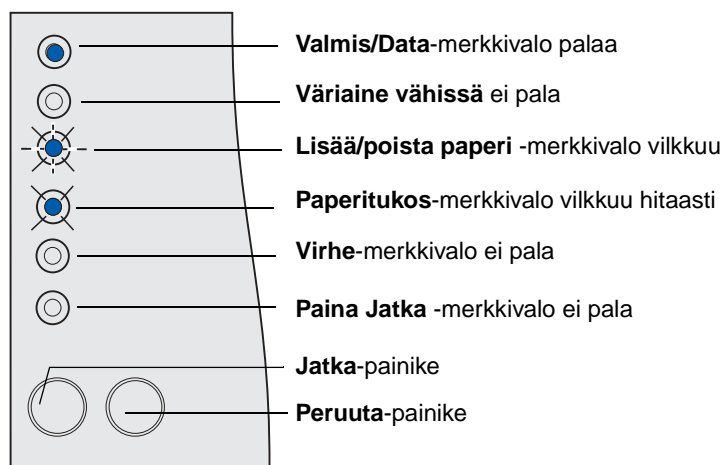 Valmis/Data-merkkivalo palaa
Väriaine vähissä ei pala
Lisää/poista paperi -merkkivalo vilkkuu
Paperitukos-merkkivalo vilkkuu hitaasti
Virhe-merkkivalo ei pala
Paina Jatka -merkkivalo ei pala
Jatka-painike
Peruuta-painike